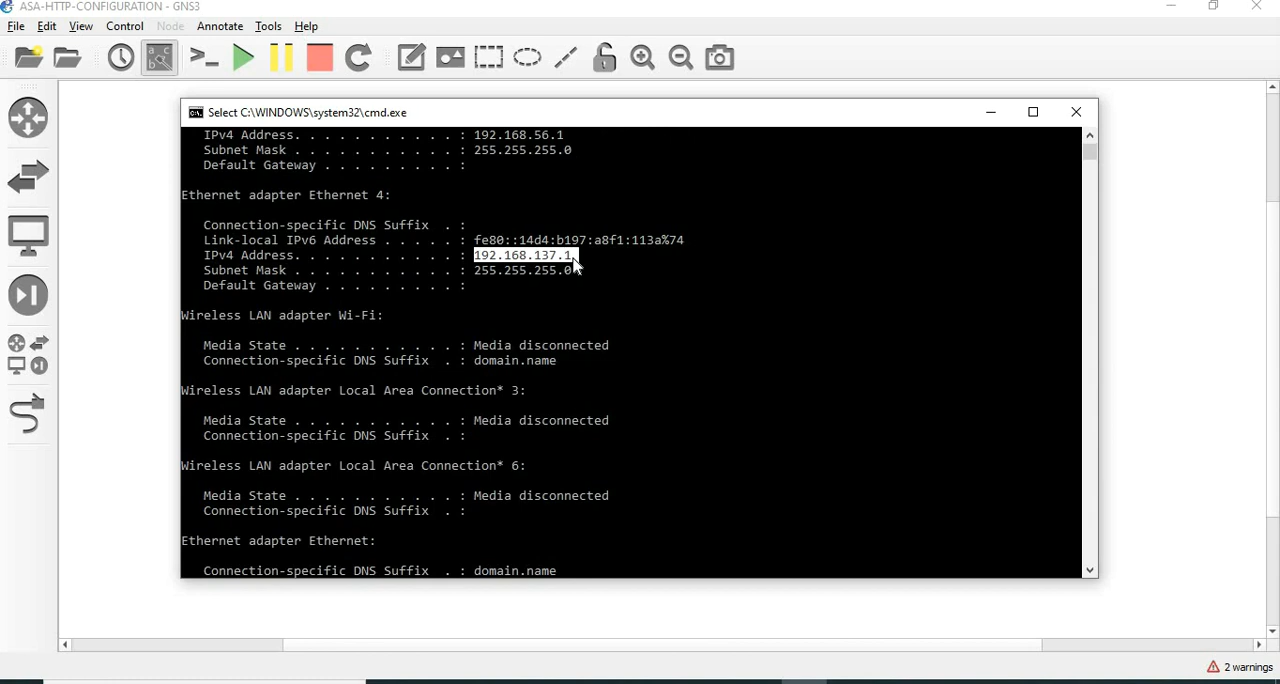 ASA-HTTP-CONFIGURATION - GNS3
File Edit View Control Node Annotate Tools Help
Select C:\WINDOWS\system32\cmd.exe
IPv4 Address. . . . . . . . . . . : 192.168.56.1
Subnet Mask . . . . . . . . . . . : 255.255.255.0
Default Gateway . . . . . . . . . :
Ethernet adapter Ethernet 4:
Connection-specific DNS Suffix  . :
Link-local IPv6 Address . . . . . : fe80::14d4:b197:a8f1:113a%74
IPv4 Address. . . . . . . . . . . : 192.168.137.1
Subnet Mask . . . . . . . . . . . : 255.255.255.0
Default Gateway . . . . . . . . . :
Wireless LAN adapter Wi-Fi:
Media State . . . . . . . . . . . : Media disconnected
Connection-specific DNS Suffix  . : domain.name
Wireless LAN adapter Local Area Connection* 3:
Media State . . . . . . . . . . . : Media disconnected
Connection-specific DNS Suffix  . :
Wireless LAN adapter Local Area Connection* 6:
Media State . . . . . . . . . . . : Media disconnected
Connection-specific DNS Suffix  . :
Ethernet adapter Ethernet:
Connection-specific DNS Suffix  . : domain.name
2 warnings